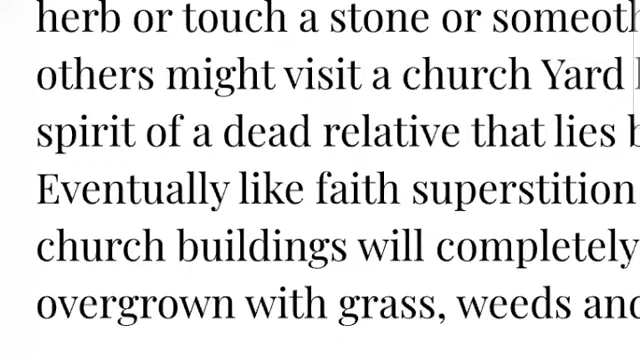 herb or touch a stone or
others might visit a church Yard
spirit of a dead relative that lies
Eventually like faith superstition
church buildings will completely
overgrown with grass, weeds and